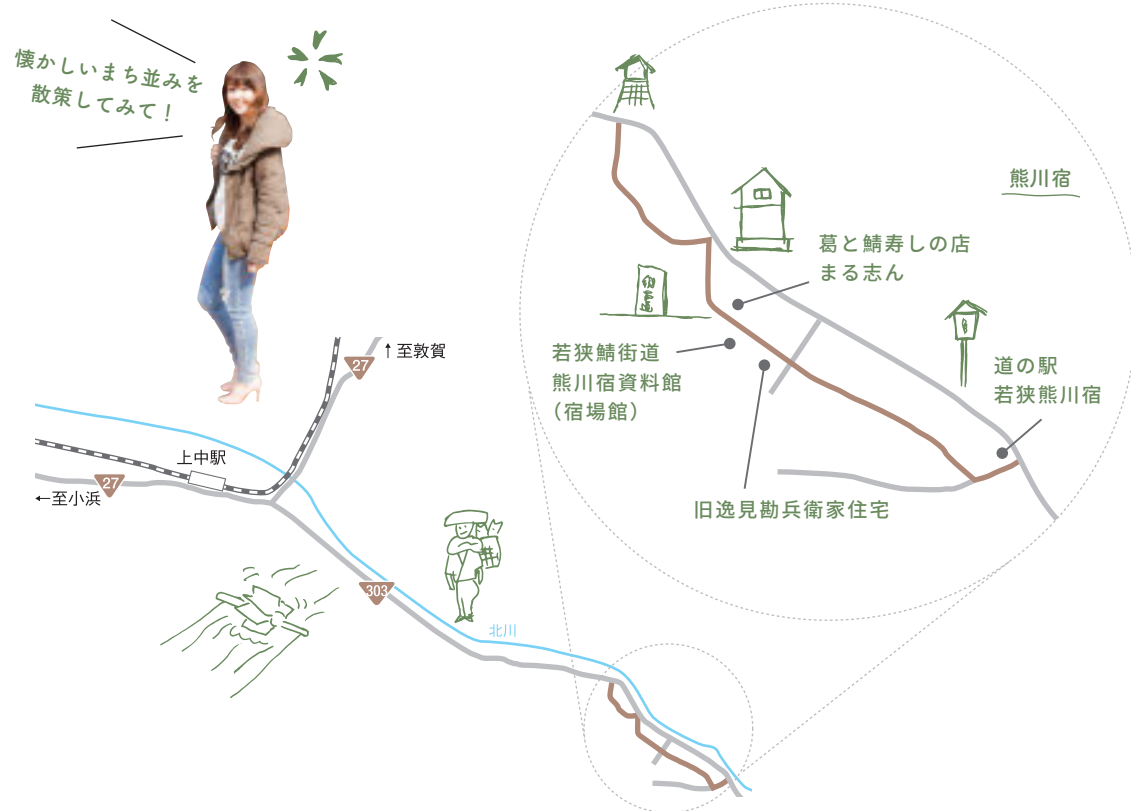 懐かしいまち並みを
散策してみて！
熊川宿
葛と鯖寿しの店
まる志ん
若狭鯖街道
熊川宿資料館
（宿場館）
道の駅
若狭熊川宿
旧逸見勘兵衛家住宅
↑至敦賀
27
上中駅
27
←至小浜
303
北川